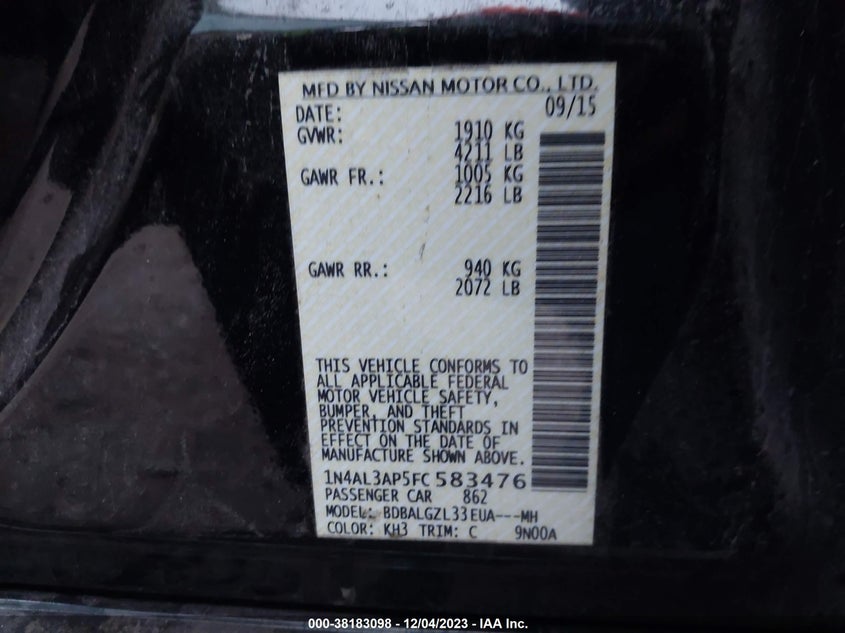 MFD BY NISSAN MOTOR CO., LTD.
DATE: 09/15
GVWR: 1910 KG
4211 LB
GAWR FR.: 1005 KG
2216 LB
GAWR RR.: 940 KG
2072 LB
THIS VEHICLE CONFORMS TO
ALL APPLICABLE FEDERAL
MOTOR VEHICLE SAFETY,
BUMPER, AND THEFT
PREVENTION STANDARDS IN
EFFECT ON THE DATE OF
MANUFACTURE SHOWN ABOVE.
1N4AL3AP5FC583476
PASSENGER CAR 862
MODEL: BDBALGZL33EUA---MH
COLOR: KH3 TRIM: C 9N00A
000-38183098 - 12/04/2023 - IAA Inc.